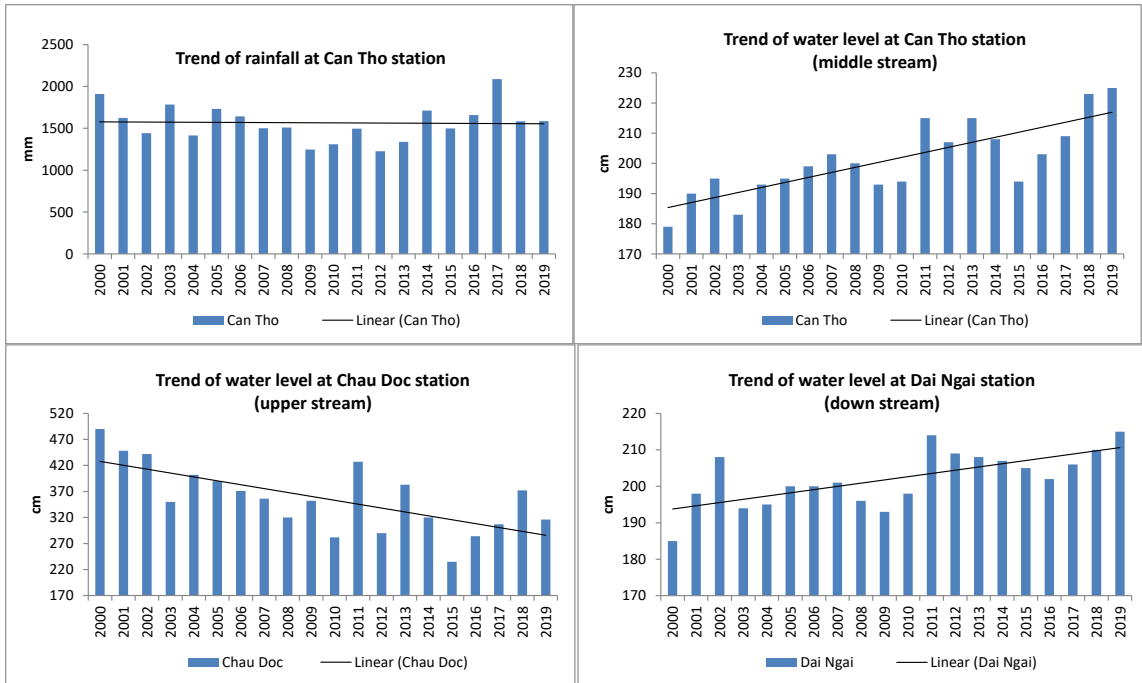 Trend of rainfall at Can Tho station
2500
2000
1500
1000
500
0
mm
2000 2001 2002 2003 2004 2005 2006 2007 2008 2009 2010 2011 2012 2013 2014 2015 2016 2017 2018 2019
Can Tho Linear (Can Tho)
Trend of water level at Can Tho station
(middle stream)
230
220
210
200
190
180
170
cm
2000 2001 2002 2003 2004 2005 2006 2007 2008 2009 2010 2011 2012 2013 2014 2015 2016 2017 2018 2019
Can Tho Linear (Can Tho)
Trend of water level at Chau Doc station
(upper stream)
520
470
420
370
320
270
220
170
cm
2000 2001 2002 2003 2004 2005 2006 2007 2008 2009 2010 2011 2012 2013 2014 2015 2016 2017 2018 2019
Chau Doc Linear (Chau Doc)
Trend of water level at Dai Ngai station
(down stream)
220
210
200
190
180
170
cm
2000 2001 2002 2003 2004 2005 2006 2007 2008 2009 2010 2011 2012 2013 2014 2015 2016 2017 2018 2019
Dai Ngai Linear (Dai Ngai)